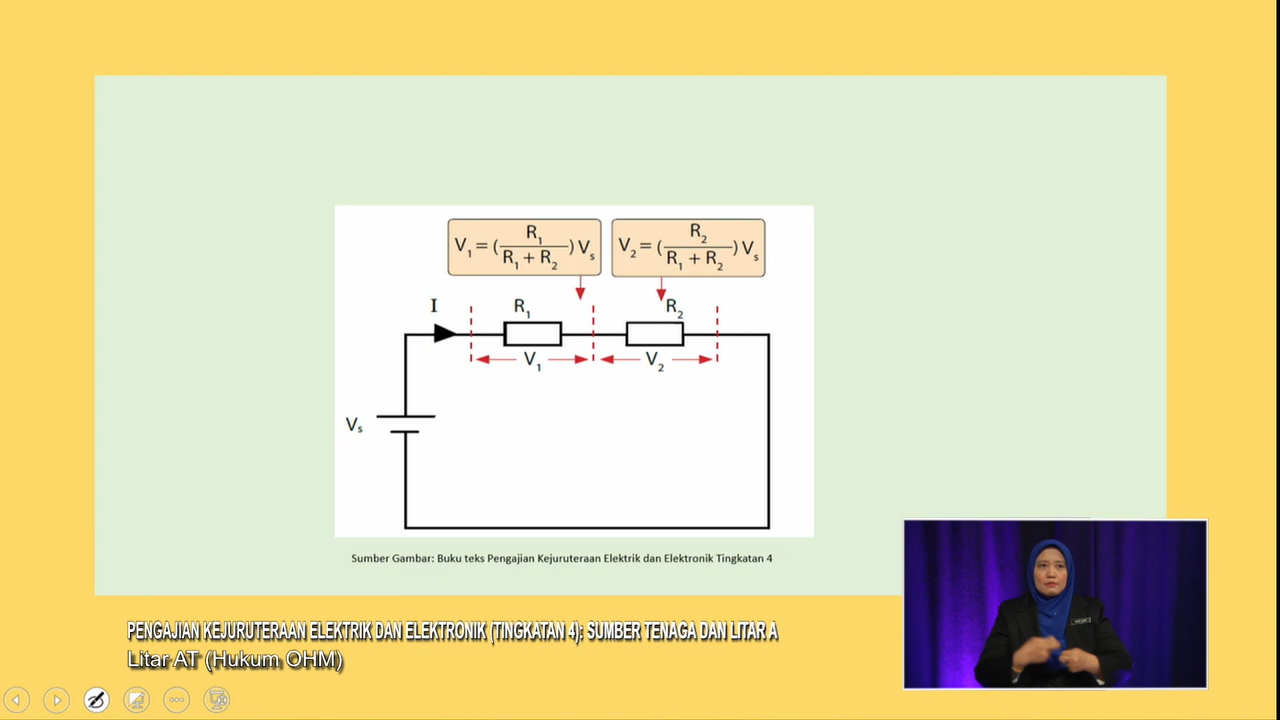 V₁ = (R₁ / R₁ + R₂) Vₛ
V₂ = (R₂ / R₁ + R₂) Vₛ
I
R₁
R₂
V₁
V₂
Vₛ
Sumber Gambar: Buku teks Pengajian Kejuruteraan Elektrik dan Elektronik Tingkatan 4
PENGAJIAN KEJURUTERAAN ELEKTRIK DAN ELEKTRONIK (TINGKATAN 4): SUMBER TENAGA DAN LITAR A
Litar AT (Hukum OHM)